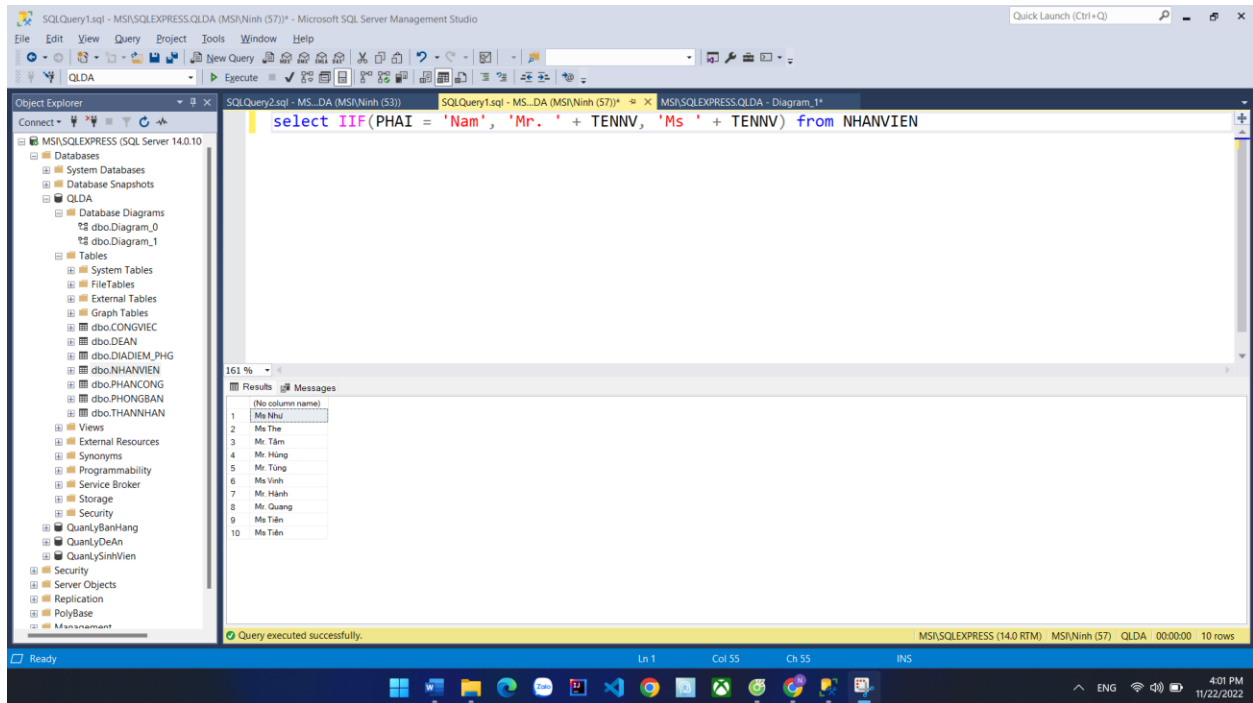 SQLQuery1.sql - MSI\SQLEXPRESS.QLDA (MSI\Ninh (57))* - Microsoft SQL Server Management Studio
Quick Launch (Ctrl+Q)
File Edit View Query Project Tools Window Help
New Query
QLDA
Execute
Object Explorer
SQLQuery2.sql - MS...DA (MSI\Ninh (53)) SQLQuery1.sql - MS...DA (MSI\Ninh (57))* MSI\SQLEXPRESS.QLDA - Diagram_1*
Connect
MSI\SQLEXPRESS (SQL Server 14.0.10
Databases
System Databases
Database Snapshots
QLDA
Database Diagrams
dbo.Diagram_0
dbo.Diagram_1
Tables
System Tables
FileTables
External Tables
Graph Tables
dbo.CONGVIEC
dbo.DEAN
dbo.DIADIEM_PHG
dbo.NHANVIEN
dbo.PHANCONG
dbo.PHONGBAN
dbo.THANNHAN
Views
External Resources
Synonyms
Programmability
Service Broker
Storage
Security
QuanLyBanHang
QuanLyDeAn
QuanLySinhVien
Security
Server Objects
Replication
PolyBase
Management
select IIF(PHAI = 'Nam', 'Mr. ' + TENNV, 'Ms ' + TENNV) from NHANVIEN
161 %
Results Messages
(No column name)
1 Ms Như
2 Ms The
3 Mr. Tâm
4 Mr. Hùng
5 Mr. Tùng
6 Ms Vinh
7 Mr. Hành
8 Mr. Quang
9 Ms Tiên
10 Ms Tiên
Query executed successfully.
MSI\SQLEXPRESS (14.0 RTM) MSI\Ninh (57) QLDA 00:00:00 10 rows
Ready Ln 1 Col 55 Ch 55 INS
Zalo
ENG
4:01 PM
11/22/2022